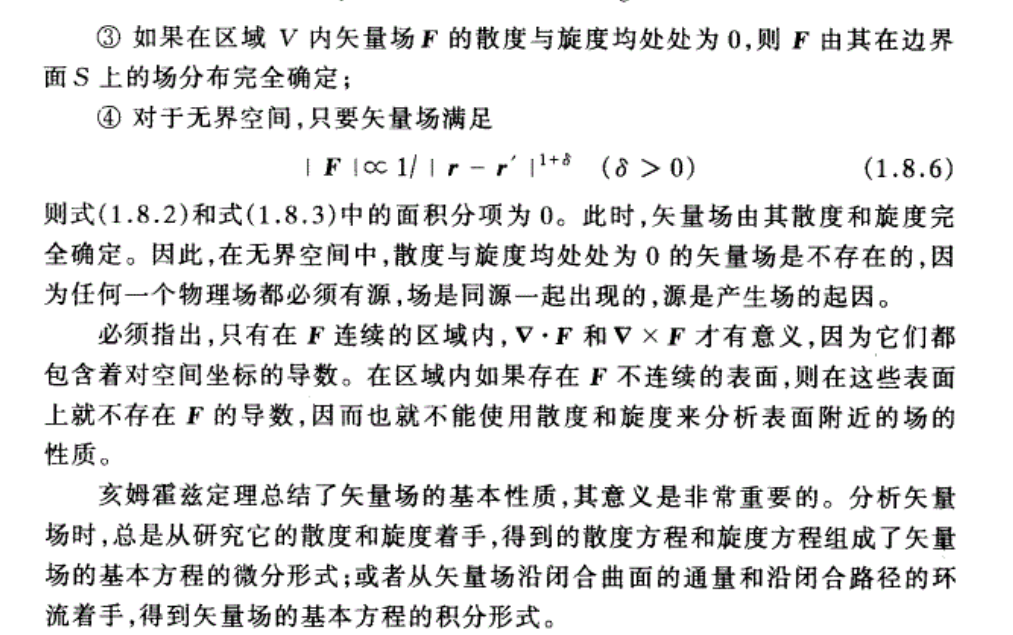 ③ 如果在区域 V 内矢量场 F 的散度与旋度均处处为 0,则 F 由其在边界
面 S 上的场分布完全确定;
④ 对于无界空间,只要矢量场满足
| F |∝ 1/ | r − r′ |¹⁺ᵟ (δ > 0) (1.8.6)
则式(1.8.2)和式(1.8.3)中的面积分项为 0。此时,矢量场由其散度和旋度完
全确定。因此,在无界空间中,散度与旋度均处处为 0 的矢量场是不存在的,因
为任何一个物理场都必须有源,场是同源一起出现的,源是产生场的起因。
必须指出,只有在 F 连续的区域内,∇ · F 和 ∇ × F 才有意义,因为它们都
包含着对空间坐标的导数。在区域内如果存在 F 不连续的表面,则在这些表面
上就不存在 F 的导数,因而也就不能使用散度和旋度来分析表面附近的场的
性质。
亥姆霍兹定理总结了矢量场的基本性质,其意义是非常重要的。分析矢量
场时,总是从研究它的散度和旋度着手,得到的散度方程和旋度方程组成了矢量
场的基本方程的微分形式;或者从矢量场沿闭合曲面的通量和沿闭合路径的环
流着手,得到矢量场的基本方程的积分形式。